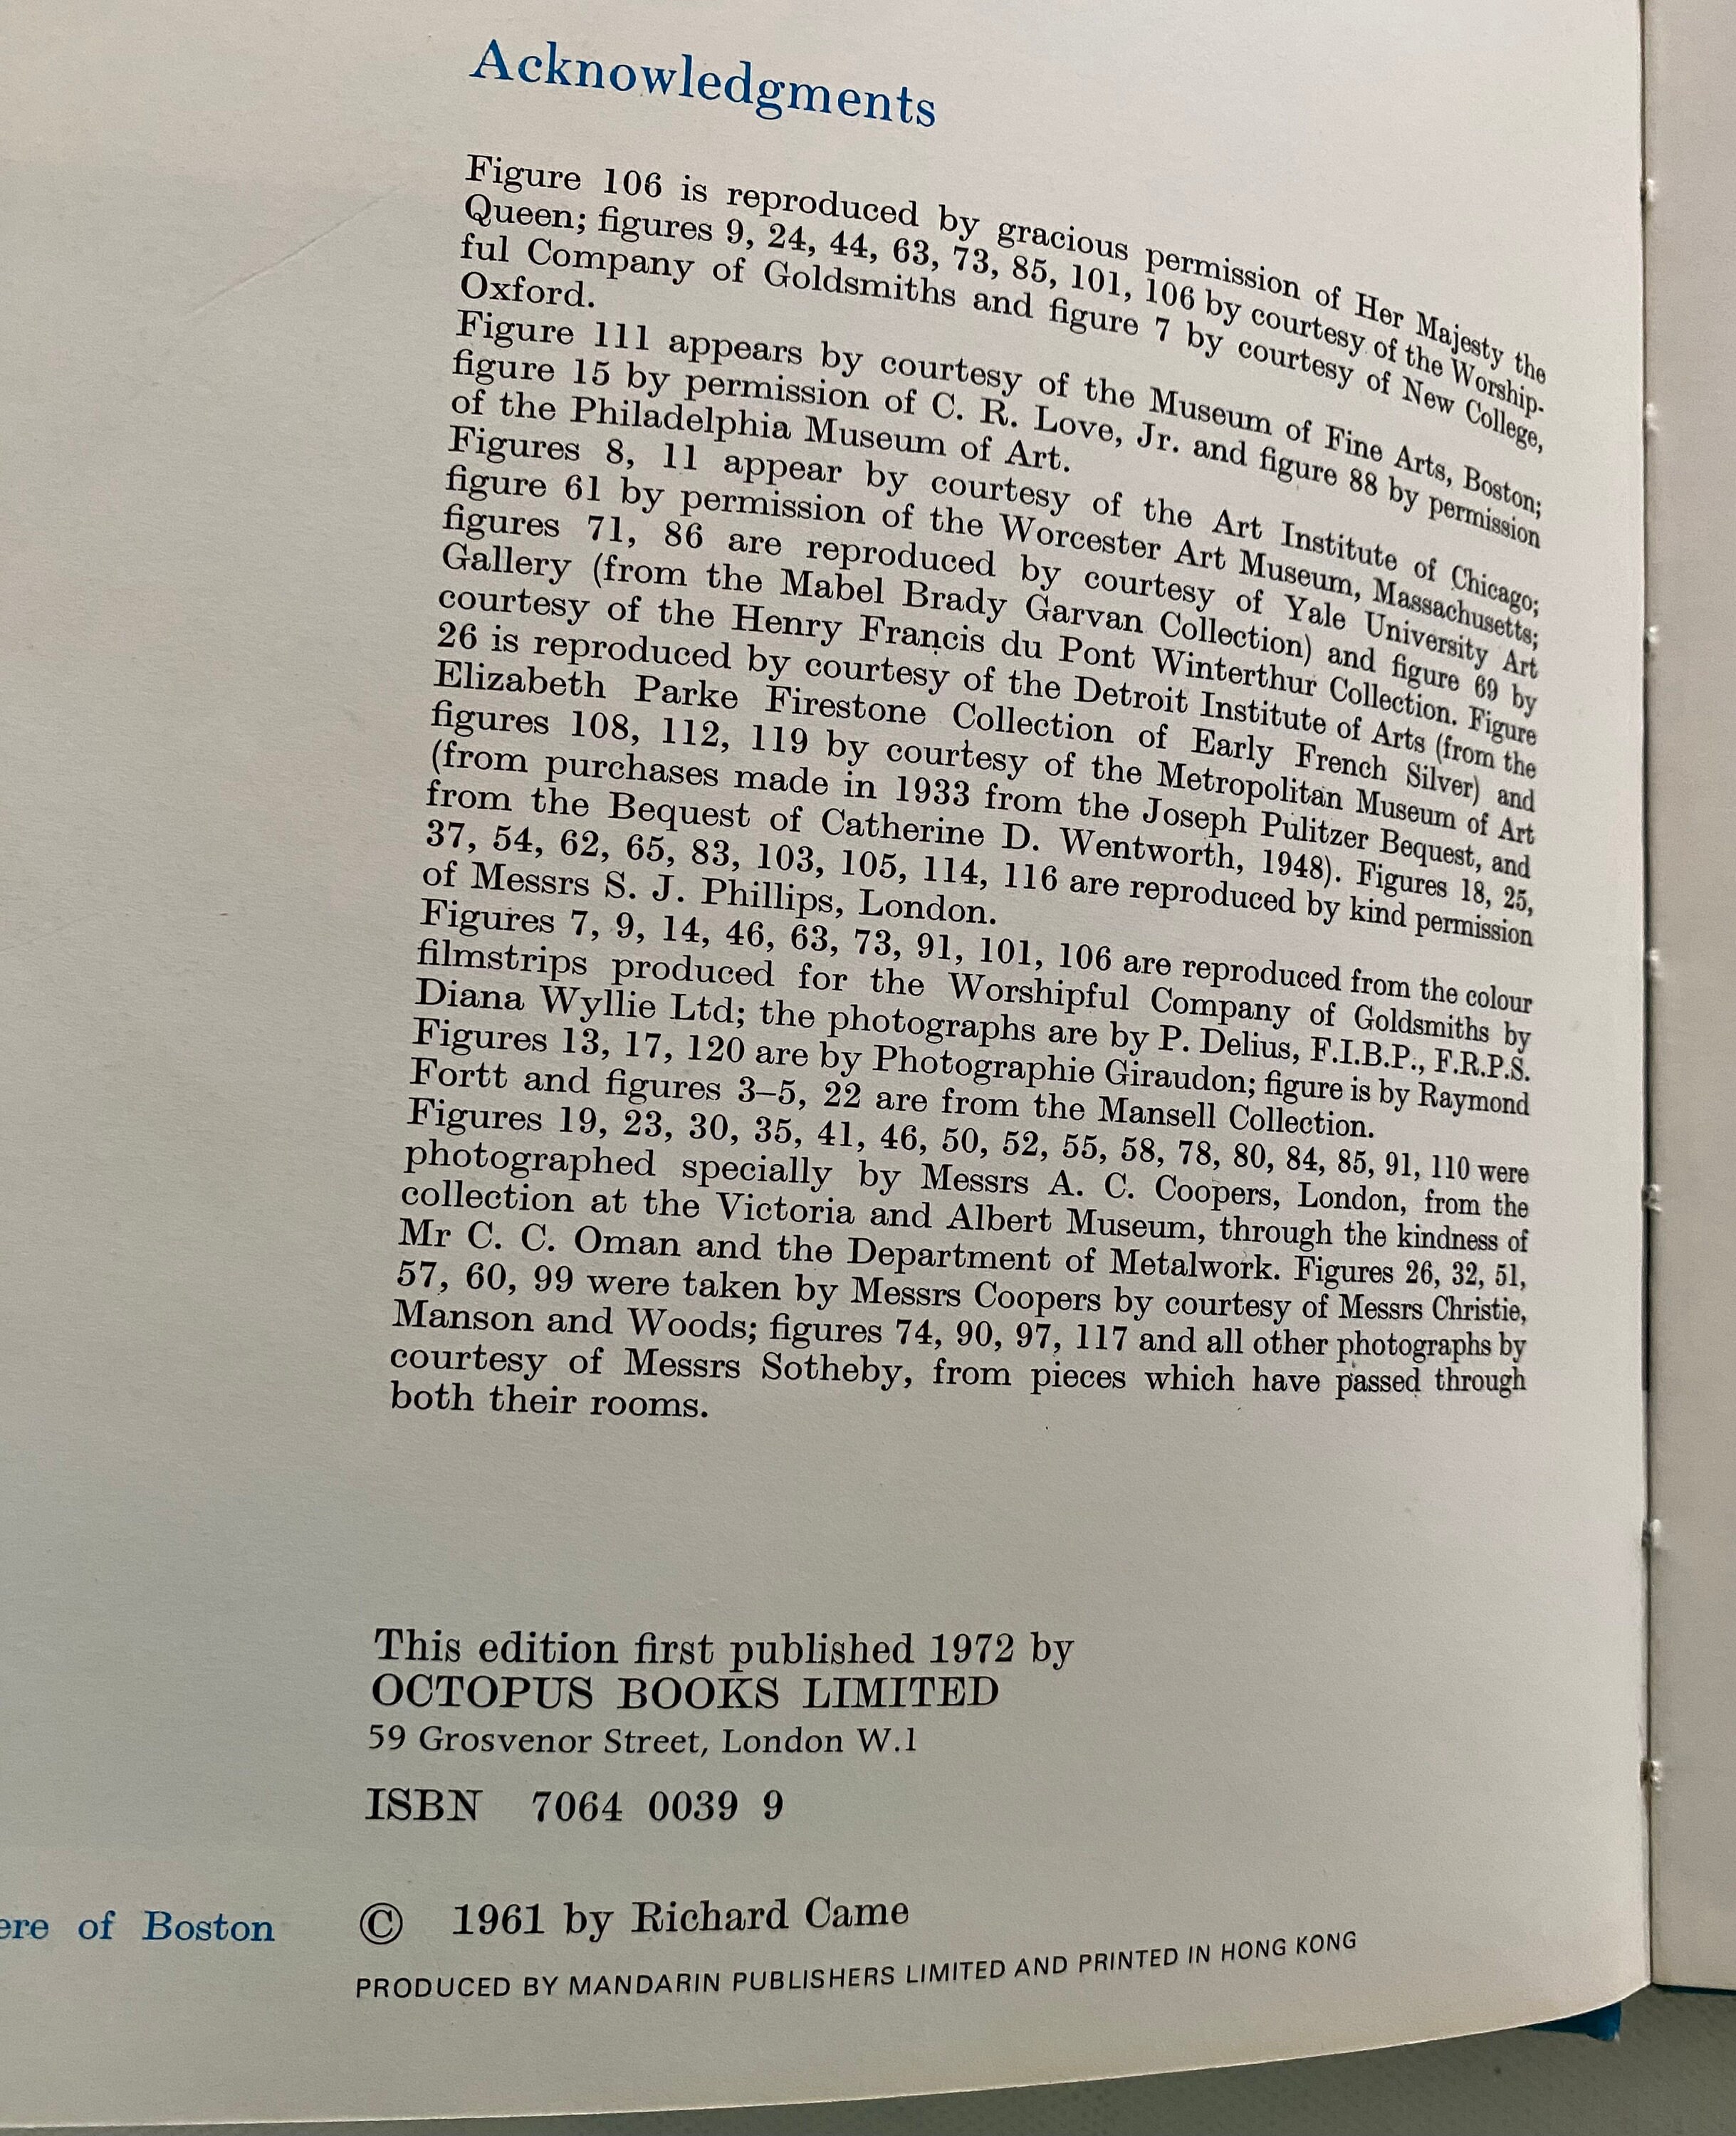 Acknowledgments
Figure 106 is reproduced by gracious permission of Her Majesty the
Queen; figures 9, 24, 44, 63, 73, 85, 101, 106 by courtesy of the Worship-
ful Company of Goldsmiths and figure 7 by courtesy of New College,
Oxford.
Figure 111 appears by courtesy of the Museum of Fine Arts, Boston;
figure 15 by permission of C. R. Love, Jr. and figure 88 by permission
of the Philadelphia Museum of Art.
Figures 8, 11 appear by courtesy of the Art Institute of Chicago;
figure 61 by permission of the Worcester Art Museum, Massachusetts;
figures 71, 86 are reproduced by courtesy of Yale University Art
Gallery (from the Mabel Brady Garvan Collection) and figure 69 by
courtesy of the Henry Francis du Pont Winterthur Collection. Figure
26 is reproduced by courtesy of the Detroit Institute of Arts (from the
Elizabeth Parke Firestone Collection of Early French Silver) and
figures 108, 112, 119 by courtesy of the Metropolitan Museum of Art
(from purchases made in 1933 from the Joseph Pulitzer Bequest, and
from the Bequest of Catherine D. Wentworth, 1948). Figures 18, 25,
37, 54, 62, 65, 83, 103, 105, 114, 116 are reproduced by kind permission
of Messrs S. J. Phillips, London.
Figures 7, 9, 14, 46, 63, 73, 91, 101, 106 are reproduced from the colour
filmstrips produced for the Worshipful Company of Goldsmiths by
Diana Wyllie Ltd; the photographs are by P. Delius, F.I.B.P., F.R.P.S.
Figures 13, 17, 120 are by Photographie Giraudon; figure is by Raymond
Fortt and figures 3–5, 22 are from the Mansell Collection.
Figures 19, 23, 30, 35, 41, 46, 50, 52, 55, 58, 78, 80, 84, 85, 91, 110 were
photographed specially by Messrs A. C. Coopers, London, from the
collection at the Victoria and Albert Museum, through the kindness of
Mr C. C. Oman and the Department of Metalwork. Figures 26, 32, 51,
57, 60, 99 were taken by Messrs Coopers by courtesy of Messrs Christie,
Manson and Woods; figures 74, 90, 97, 117 and all other photographs by
courtesy of Messrs Sotheby, from pieces which have passed through
both their rooms.
This edition first published 1972 by
OCTOPUS BOOKS LIMITED
59 Grosvenor Street, London W.1
ISBN 7064 0039 9
ere of Boston
© 1961 by Richard Came
PRODUCED BY MANDARIN PUBLISHERS LIMITED AND PRINTED IN HONG KONG